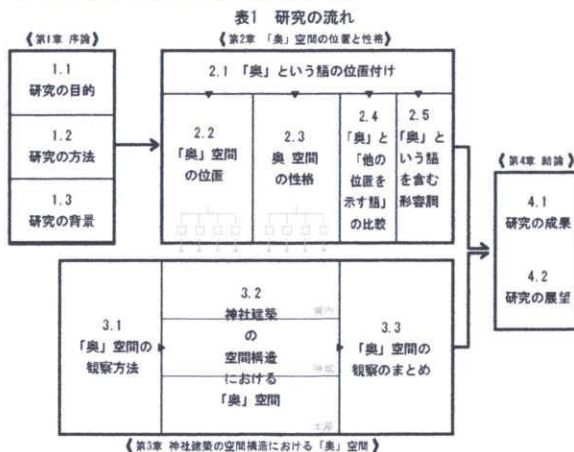 表1 研究の流れ
《第1章 序論》
1.1
研究の目的
1.2
研究の方法
1.3
研究の背景
《第2章 「奥」空間の位置と性格》
2.1 「奥」という語の位置付け
2.2
「奥」空間
の位置
2.3
奥 空間
の性格
2.4
「奥」と
「他の
位置を
示す語」
の比較
2.5
「奥」と
いう語
を含む
形容詞
3.1
「奥」空間の
観察方法
3.2
神社建築
の
空間構造
における
「奥」空間
3.3
「奥」空間の
観察のまとめ
《第3章 神社建築の空間構造における「奥」空間》
《第4章 結論》
4.1
研究の成果
4.2
研究の展望